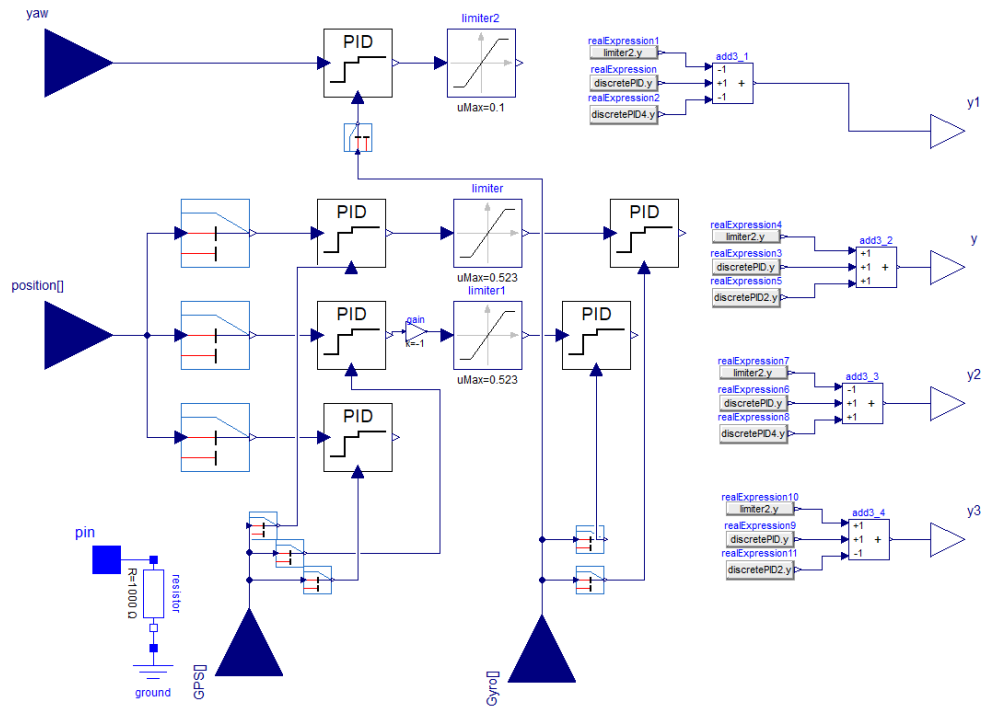 yaw
PID
limiter2
uMax=0.1
realExpression1
limiter2.y
realExpression
discretePID.y
realExpression2
discretePID4.y
add3_1
-1
+1
+
-1
y1
position[]
PID
limiter
uMax=0.523
PID
PID
gain
k=-1
limiter1
uMax=0.523
PID
PID
realExpression4
limiter2.y
realExpression3
discretePID.y
realExpression5
discretePID2.y
add3_2
+1
+1
+
+1
y
realExpression7
limiter2.y
realExpression6
discretePID.y
realExpression8
discretePID4.y
add3_3
-1
+1
+
+1
y2
realExpression10
limiter2.y
realExpression9
discretePID.y
realExpression11
discretePID2.y
add3_4
+1
+1
+
-1
y3
pin
R=1000 Ω
resistor
ground
GPS[]
Gyro[]